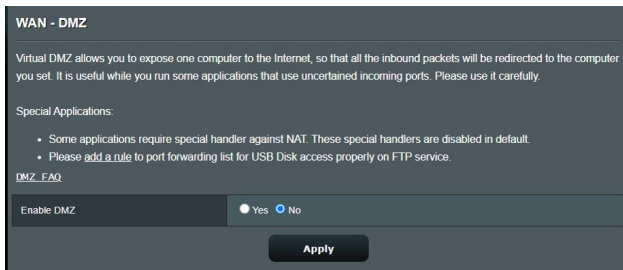 WAN - DMZ
Virtual DMZ allows you to expose one computer to the Internet, so that all the inbound packets will be redirected to the computer
you set. It is useful while you run some applications that use uncertained incoming ports. Please use it carefully.
Special Applications:
• Some applications require special handler against NAT. These special handlers are disabled in default.
• Please add a rule to port forwarding list for USB Disk access properly on FTP service.
DMZ FAQ
Enable DMZ Yes No
Apply